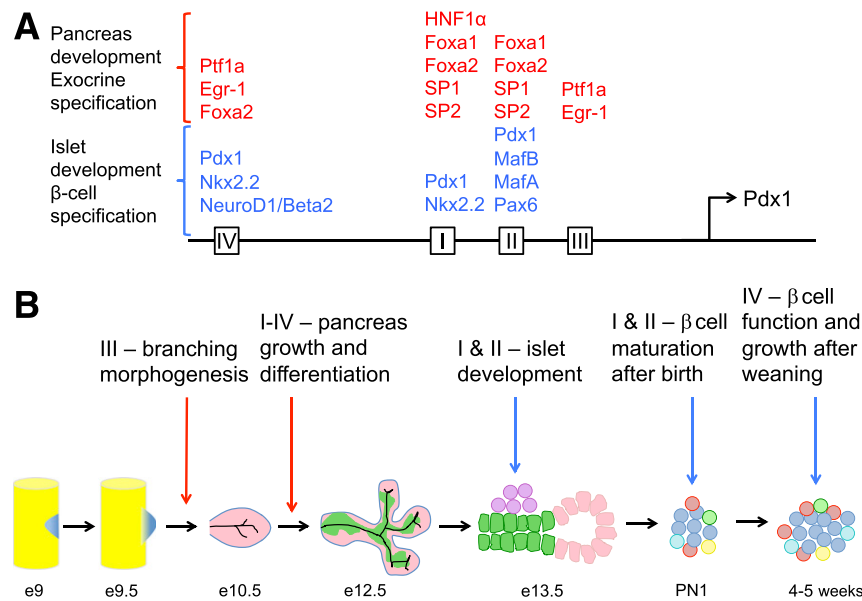 A
Pancreas
development
Exocrine
specification
Ptf1a
Egr-1
Foxa2
HNF1α
Foxa1
Foxa2
SP1
SP2
Foxa1
Foxa2
SP1
SP2
Ptf1a
Egr-1
Islet
development
β-cell
specification
Pdx1
Nkx2.2
NeuroD1/Beta2
Pdx1
Nkx2.2
Pdx1
MafB
MafA
Pax6
IV
I
II
III
Pdx1
B
III – branching
morphogenesis
I-IV – pancreas
growth and
differentiation
I & II – islet
development
I & II – β cell
maturation
after birth
IV – β cell
function and
growth after
weaning
e9
e9.5
e10.5
e12.5
e13.5
PN1
4-5 weeks